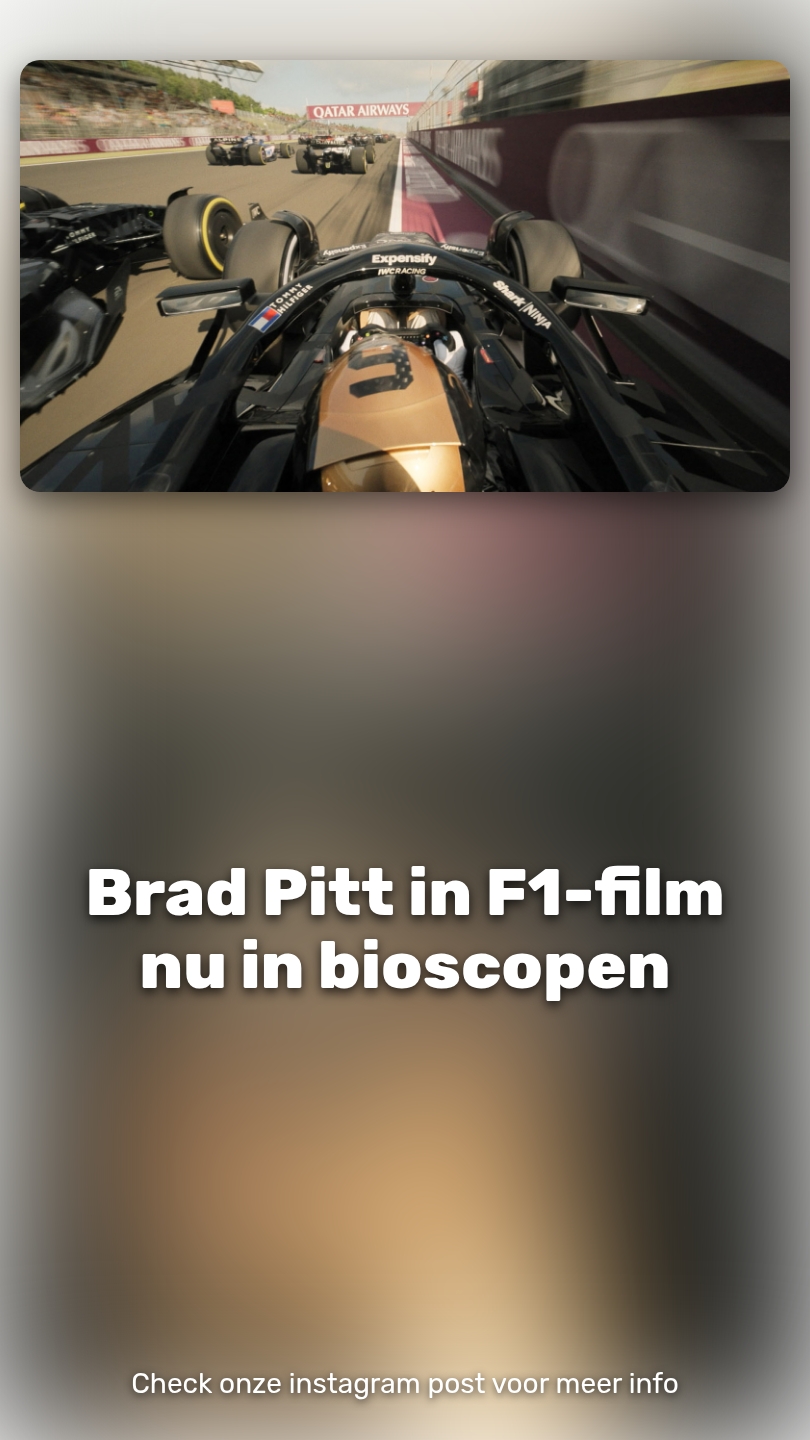 QATAR AIRWAYS
Expensify
IWC RACING
TOMMY
HILFIGER
Shark|NINJA
Brad Pitt in F1-film
nu in bioscopen
Check onze instagram post voor meer info